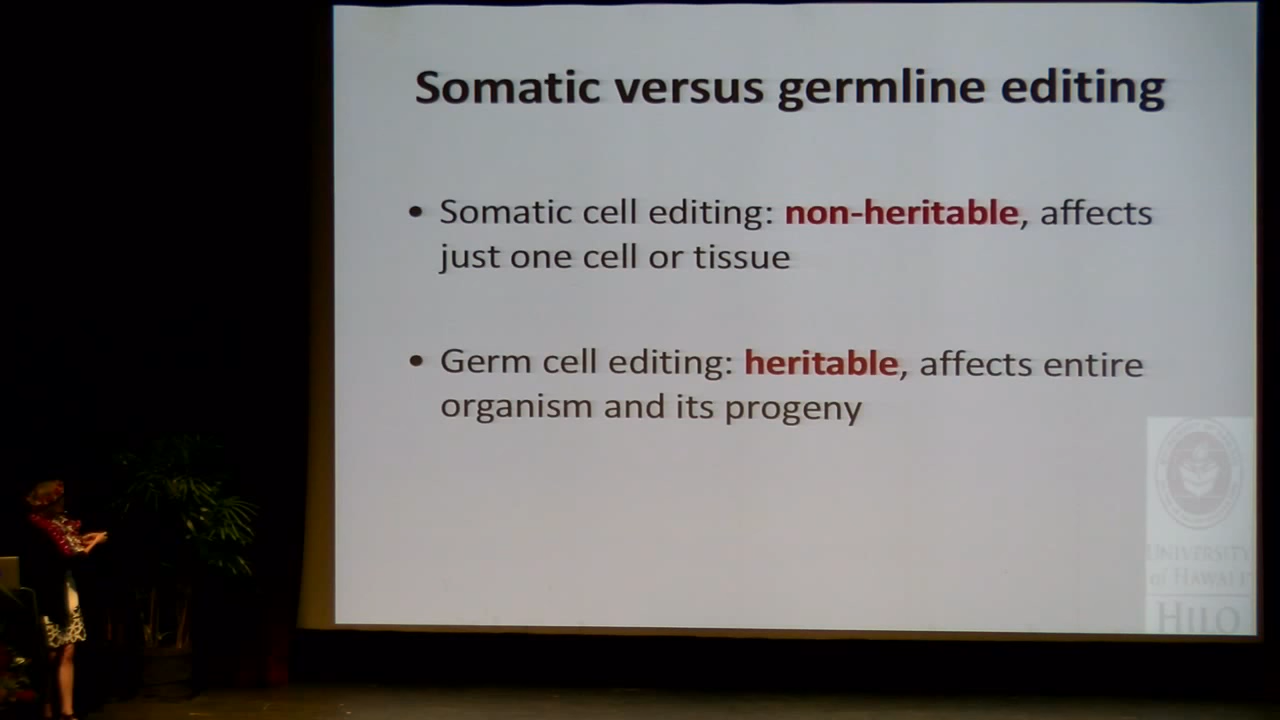 Somatic versus germline editing
• Somatic cell editing: non-heritable, affects
just one cell or tissue
• Germ cell editing: heritable, affects entire
organism and its progeny
UNIVERSITY
of HAWAI'I
HILO